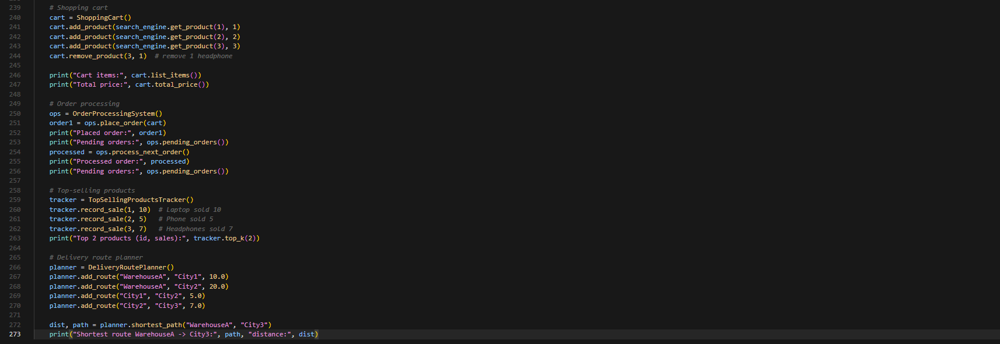 239 # Shopping cart
240 cart = ShoppingCart()
241 cart.add_product(search_engine.get_product(1), 1)
242 cart.add_product(search_engine.get_product(2), 2)
243 cart.add_product(search_engine.get_product(3), 3)
244 cart.remove_product(3, 1)  # remove 1 headphone
245
246 print("Cart items:", cart.list_items())
247 print("Total price:", cart.total_price())
248
249 # Order processing
250 ops = OrderProcessingSystem()
251 order1 = ops.place_order(cart)
252 print("Placed order:", order1)
253 print("Pending orders:", ops.pending_orders())
254 processed = ops.process_next_order()
255 print("Processed order:", processed)
256 print("Pending orders:", ops.pending_orders())
257
258 # Top-selling products
259 tracker = TopSellingProductsTracker()
260 tracker.record_sale(1, 10)  # Laptop sold 10
261 tracker.record_sale(2, 5)   # Phone sold 5
262 tracker.record_sale(3, 7)   # Headphones sold 7
263 print("Top 2 products (id, sales):", tracker.top_k(2))
264
265 # Delivery route planner
266 planner = DeliveryRoutePlanner()
267 planner.add_route("WarehouseA", "City1", 10.0)
268 planner.add_route("WarehouseA", "City2", 20.0)
269 planner.add_route("City1", "City2", 5.0)
270 planner.add_route("City2", "City3", 7.0)
271
272 dist, path = planner.shortest_path("WarehouseA", "City3")
273 print("Shortest route WarehouseA -> City3:", path, "distance:", dist)